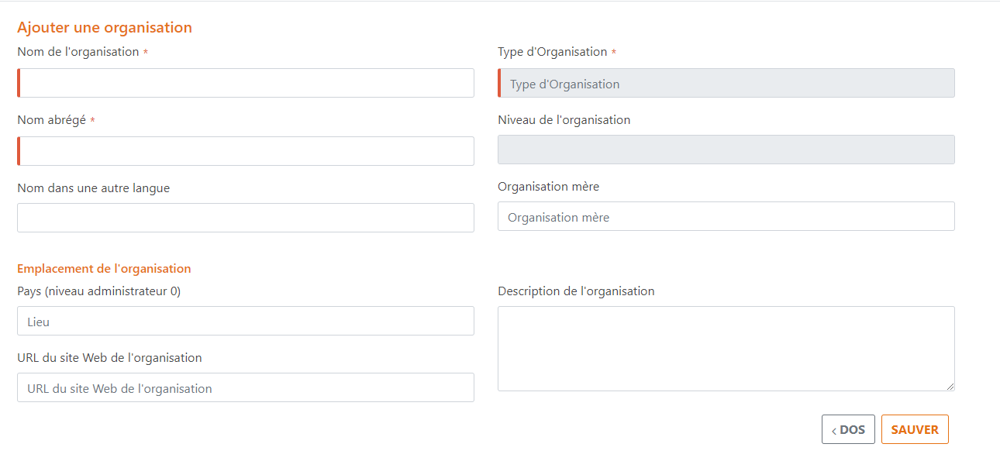 Ajouter une organisation
Nom de l'organisation *
Type d'Organisation *
Type d'Organisation
Nom abrégé *
Niveau de l'organisation
Nom dans une autre langue
Organisation mère
Organisation mère
Emplacement de l'organisation
Pays (niveau administrateur 0)
Description de l'organisation
Lieu
URL du site Web de l'organisation
URL du site Web de l'organisation
‹ DOS
SAUVER